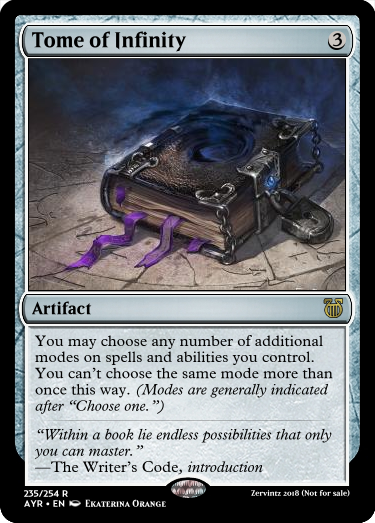 Tome of Infinity
3
Artifact
You may choose any number of additional
modes on spells and abilities you control.
You can't choose the same mode more than
once this way. (Modes are generally indicated
after “Choose one.”)
“Within a book lie endless possibilities that only
you can master.”
—The Writer's Code, introduction
235/254 R
AYR • EN Ekaterina Orange
Zervintz 2018 (Not for sale)